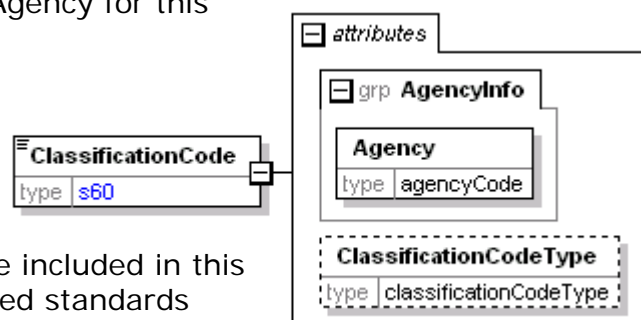 Agency for this
attributes
grp AgencyInfo
Agency
type agencyCode
ClassificationCode
type s60
ClassificationCodeType
type classificationCodeType
e included in this
ed standards